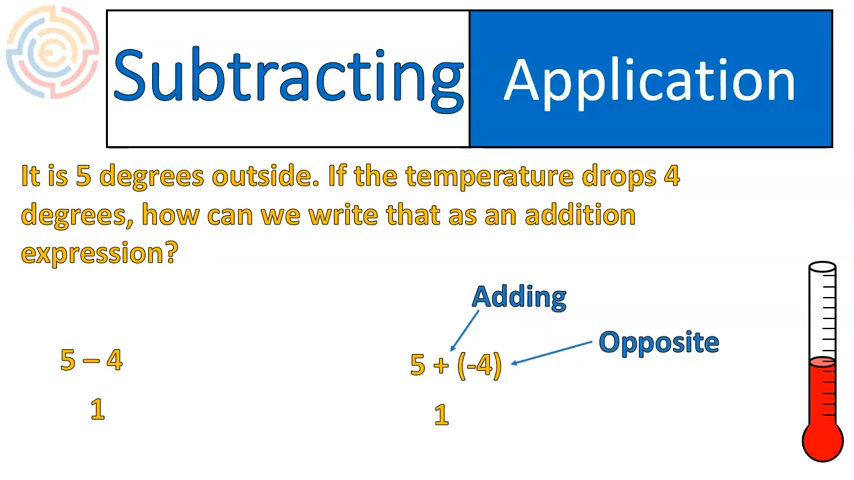 Subtracting Application
It is 5 degrees outside. If the temperature drops 4
degrees, how can we write that as an addition
expression?
Adding
Opposite
5 – 4
5 + (-4)
1
1